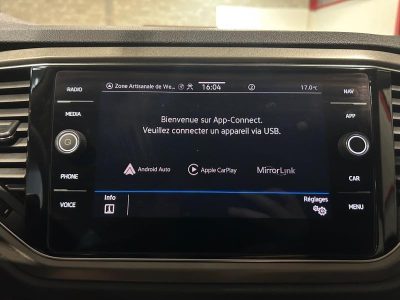 RADIO
MEDIA
PHONE
VOICE
Zone Artisanale de We... 16:04 17.0°C
Bienvenue sur App-Connect.
Veuillez connecter un appareil via USB.
Android Auto Apple CarPlay MirrorLink
Info Réglages
NAV
APP
CAR
MENU